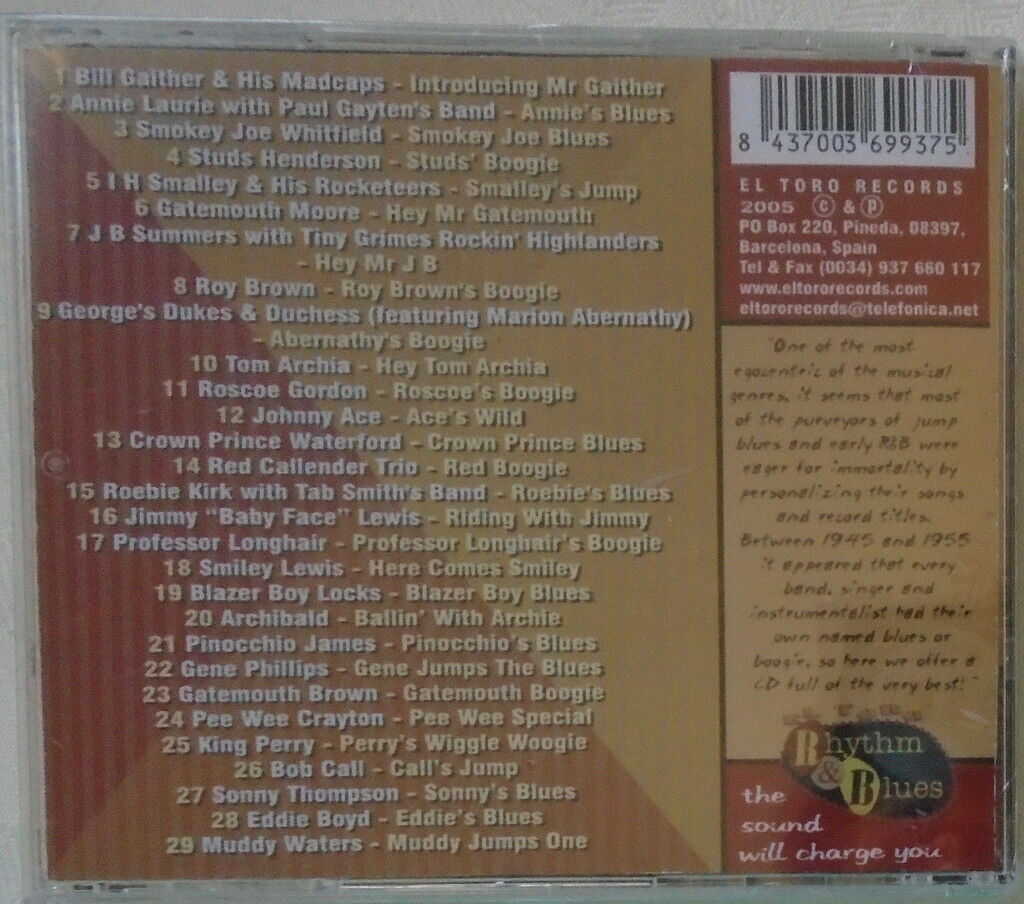 1 Bill Gaither & His Madcaps - Introducing Mr Gaither
2 Annie Laurie with Paul Gayten's Band - Annie's Blues
3 Smokey Joe Whitfield - Smokey Joe Blues
4 Studs Henderson - Studs' Boogie
5 I H Smalley & His Rocketeers - Smalley's Jump
6 Gatemouth Moore - Hey Mr Gatemouth
7 J B Summers with Tiny Grimes Rockin' Highlanders
- Hey Mr J B
8 Roy Brown - Roy Brown's Boogie
9 George's Dukes & Duchess (featuring Marion Abernathy)
- Abernathy's Boogie
10 Tom Archia - Hey Tom Archia
11 Roscoe Gordon - Roscoe's Boogie
12 Johnny Ace - Ace's Wild
13 Crown Prince Waterford - Crown Prince Blues
14 Red Callender Trio - Red Boogie
15 Roebie Kirk with Tab Smith's Band - Roebie's Blues
16 Jimmy "Baby Face" Lewis - Riding With Jimmy
17 Professor Longhair - Professor Longhair's Boogie
18 Smiley Lewis - Here Comes Smiley
19 Blazer Boy Locks - Blazer Boy Blues
20 Archibald - Ballin' With Archie
21 Pinocchio James - Pinocchio's Blues
22 Gene Phillips - Gene Jumps The Blues
23 Gatemouth Brown - Gatemouth Boogie
24 Pee Wee Crayton - Pee Wee Special
25 King Perry - Perry's Wiggle Woogie
26 Bob Call - Call's Jump
27 Sonny Thompson - Sonny's Blues
28 Eddie Boyd - Eddie's Blues
29 Muddy Waters - Muddy Jumps One
8 437003 699375
EL TORO RECORDS
2005 © & ℗
PO Box 220, Pineda, 08397,
Barcelona, Spain
Tel & Fax (0034) 937 660 117
www.eltororecords.com
eltororecords@telefonica.net
"One of the most
egocentric of the musical
genres, it seems that most
of the purveyors of jump
blues and early R&B were
eager for immortality by
personalizing their songs
and record titles.
Between 1945 and 1955
it appeared that every
band, singer and
instrumentalist had their
own named blues or
boogie, so here we offer a
CD full of the very best!"
Rhythm
& Blues
the
sound
will charge you